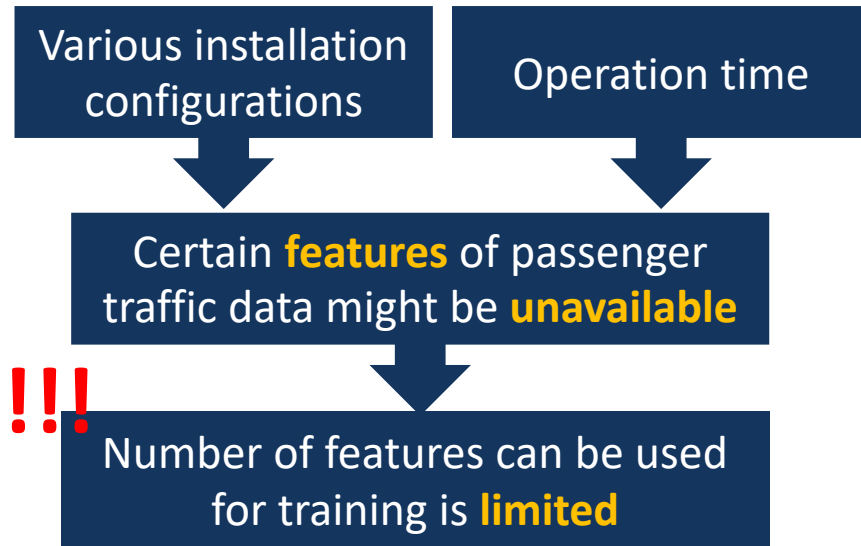 Various installation
configurations
Operation time
Certain features of passenger
traffic data might be unavailable
!!!
Number of features can be used
for training is limited